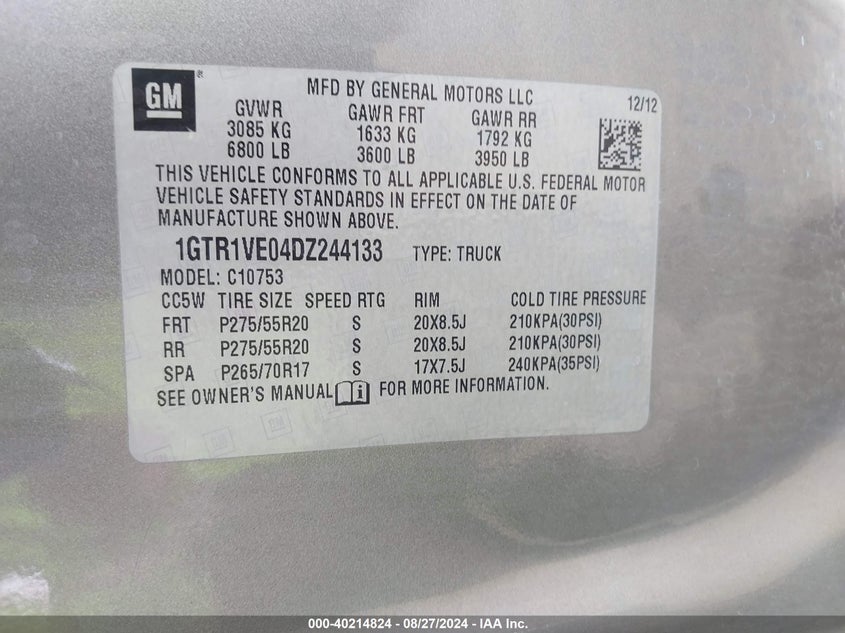 GM®
MFD BY GENERAL MOTORS LLC
12/12
GVWR GAWR FRT GAWR RR
3085 KG 1633 KG 1792 KG
6800 LB 3600 LB 3950 LB
THIS VEHICLE CONFORMS TO ALL APPLICABLE U.S. FEDERAL MOTOR
VEHICLE SAFETY STANDARDS IN EFFECT ON THE DATE OF
MANUFACTURE SHOWN ABOVE.
1GTR1VE04DZ244133 TYPE: TRUCK
MODEL: C10753
CC5W TIRE SIZE SPEED RTG RIM COLD TIRE PRESSURE
FRT P275/55R20 S 20X8.5J 210KPA(30PSI)
RR P275/55R20 S 20X8.5J 210KPA(30PSI)
SPA P265/70R17 S 17X7.5J 240KPA(35PSI)
SEE OWNER'S MANUAL i FOR MORE INFORMATION.
000-40214824 - 08/27/2024 - IAA Inc.